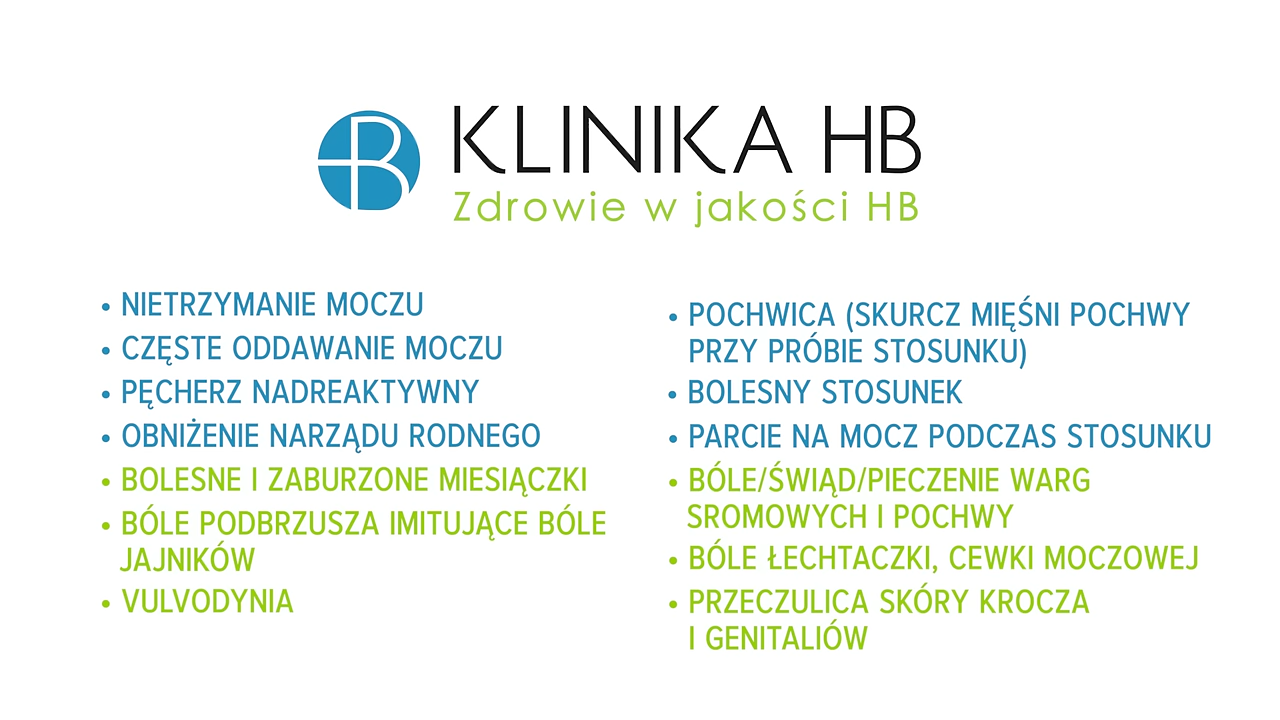 KLINIKA HB
Zdrowie w jakości HB
• NIETRZYMANIE MOCZU
• CZĘSTE ODDAWANIE MOCZU
• PĘCHERZ NADREAKTYWNY
• OBNIŻENIE NARZĄDU RODNEGO
• BOLESNE I ZABURZONE MIESIĄCZKI
• BÓLE PODBRZUSZA IMITUJĄCE BÓLE
JAJNIKÓW
• VULVODYNIA
• POCHWICA (SKURCZ MIĘŚNI POCHWY
PRZY PRÓBIE STOSUNKU)
• BOLESNY STOSUNEK
• PARCIE NA MOCZ PODCZAS STOSUNKU
• BÓLE/ŚWIĄD/PIECZENIE WARG
SROMOWYCH I POCHWY
• BÓLE ŁECHTACZKI, CEWKI MOCZOWEJ
• PRZECZULICA SKÓRY KROCZA
I GENITALIÓW